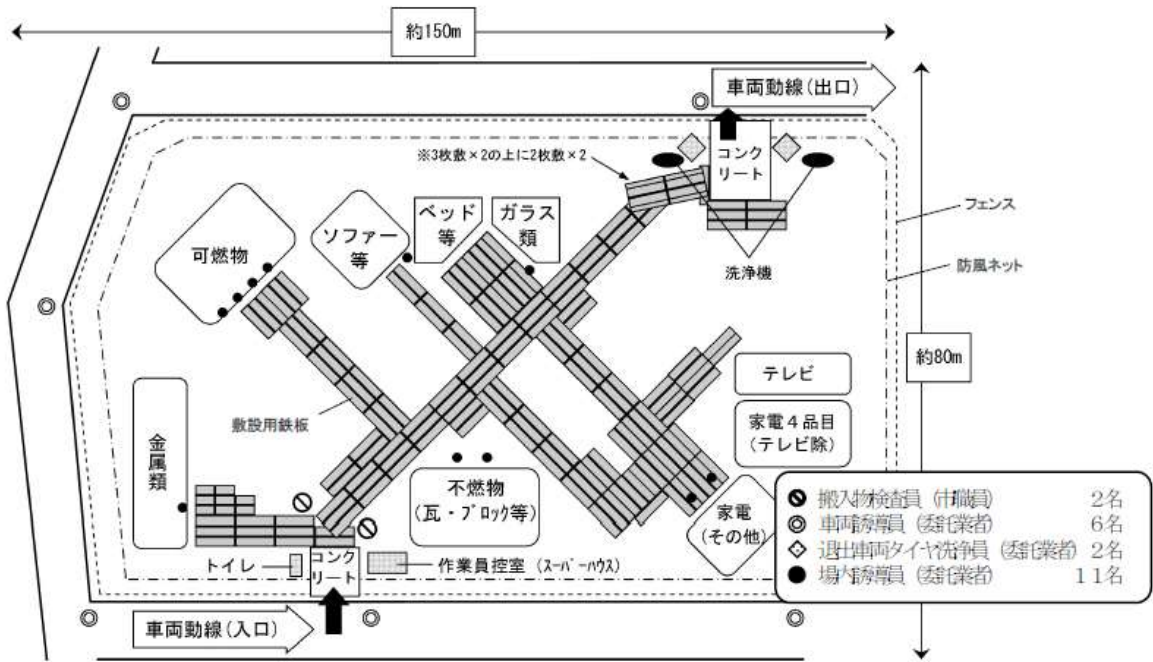 約150m
車両動線(出口)
コンク
リート
※3枚敷×2の上に2枚敷×2
フェンス
防風ネット
洗浄機
ベッド
等
ガラス
類
ソファー
等
可燃物
約80m
テレビ
家電4品目
(テレビ除)
敷設用鉄板
金属類
不燃物
(瓦・ブロック等)
家電
(その他)
搬入物検査員(市職員) 2名
車両誘導員(委託業者) 6名
退出車両タイヤ洗浄員(委託業者) 2名
場内誘導員(委託業者) 11名
トイレ
コンク
リート
作業員控室(スーパーハウス)
車両動線(入口)